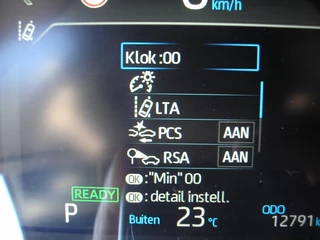 km/h
Klok :00
LTA
PCS AAN
RSA AAN
OK :"Min" 00
OK : detail instell.
READY
P
Buiten 23 °C
ODO
12791